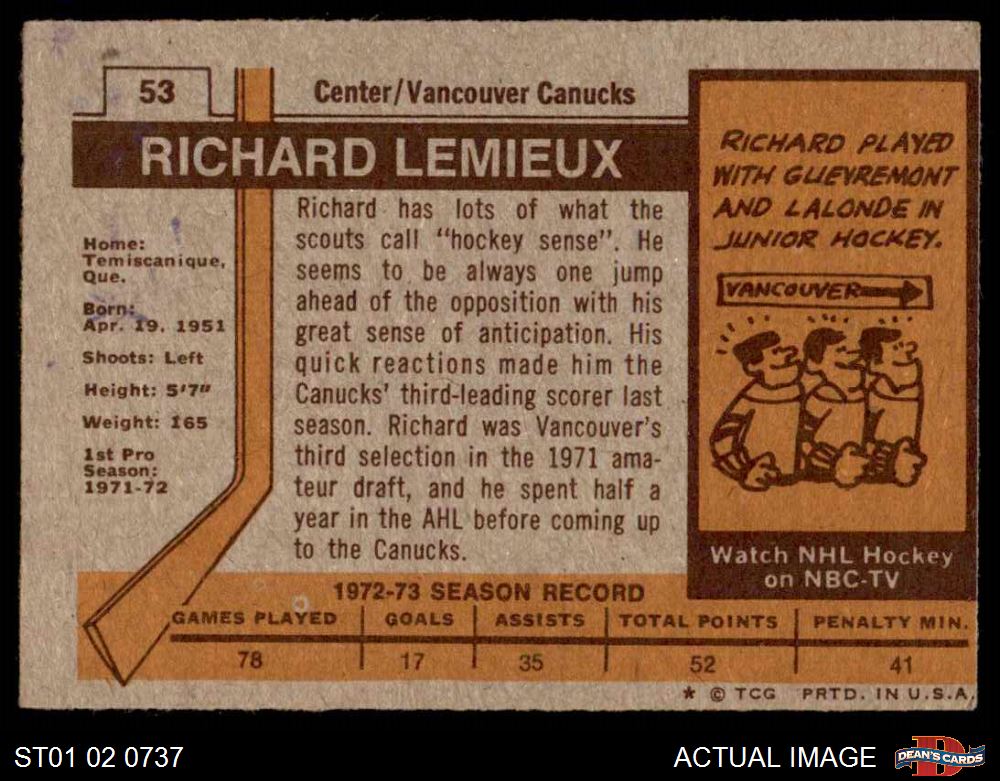 53
Center/Vancouver Canucks
RICHARD LEMIEUX
Home:
Temiscanique,
Que.
Born:
Apr. 19. 1951
Shoots: Left
Height: 5'7"
Weight: 165
1st Pro
Season:
1971-72
Richard has lots of what the
scouts call "hockey sense". He
seems to be always one jump
ahead of the opposition with his
great sense of anticipation. His
quick reactions made him the
Canucks' third-leading scorer last
season. Richard was Vancouver's
third selection in the 1971 ama-
teur draft, and he spent half a
year in the AHL before coming up
to the Canucks.
RICHARD PLAYED
WITH GUEVREMONT
AND LALONDE IN
JUNIOR HOCKEY.
VANCOUVER
Watch NHL Hockey
on NBC-TV
1972-73 SEASON RECORD
GAMES PLAYED GOALS ASSISTS TOTAL POINTS PENALTY MIN.
78 17 35 52 41
* © TCG PRTD. IN U.S.A.
ST01 02 0737 ACTUAL IMAGE D DEAN'S CARDS